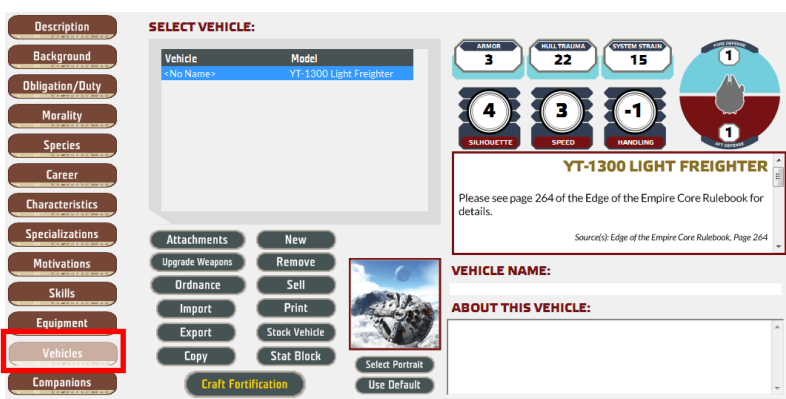 Description
Background
Obligation/Duty
Morality
Species
Career
Characteristics
Specializations
Motivations
Skills
Equipment
Vehicles
Companions
SELECT VEHICLE:
Vehicle Model
<No Name> YT-1300 Light Freighter
Attachments New
Upgrade Weapons Remove
Ordnance Sell
Import Print
Export Stock Vehicle
Copy Stat Block
Craft Fortification
Select Portrait
Use Default
ARMOR HULL TRAUMA SYSTEM STRAIN
3 22 15
4 3 -1
SILHOUETTE SPEED HANDLING
FORE DEFENSE
1
1
AFT DEFENSE
YT-1300 LIGHT FREIGHTER
Please see page 264 of the Edge of the Empire Core Rulebook for
details.
Source(s): Edge of the Empire Core Rulebook, Page 264
VEHICLE NAME:
ABOUT THIS VEHICLE: